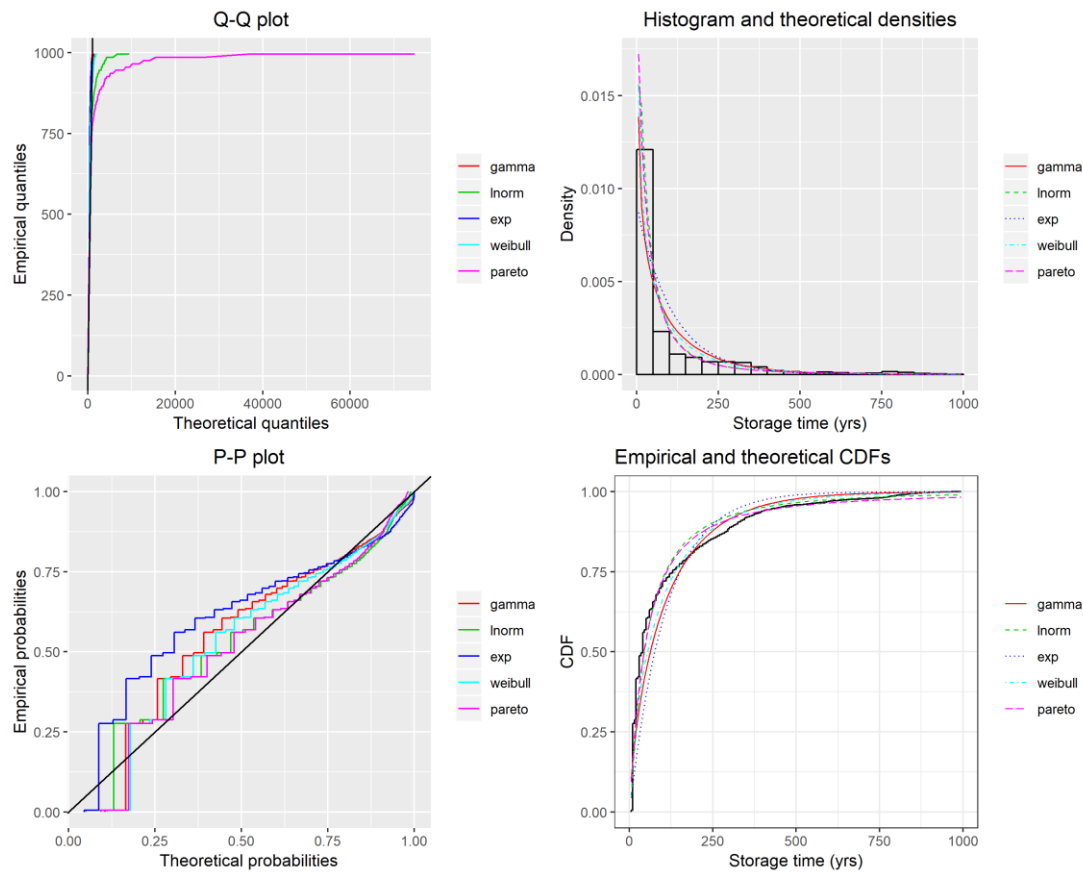 Q-Q plot
Empirical quantiles
1000
750
500
250
0
0
20000
40000
60000
Theoretical quantiles
gamma
lnorm
exp
weibull
pareto
Histogram and theoretical densities
Density
0.015
0.010
0.005
0.000
0
250
500
750
1000
Storage time (yrs)
gamma
lnorm
exp
weibull
pareto
P-P plot
Empirical probabilities
1.00
0.75
0.50
0.25
0.00
0.00
0.25
0.50
0.75
1.00
Theoretical probabilities
gamma
lnorm
exp
weibull
pareto
Empirical and theoretical CDFs
CDF
1.00
0.75
0.50
0.25
0.00
0
250
500
750
1000
Storage time (yrs)
gamma
lnorm
exp
weibull
pareto